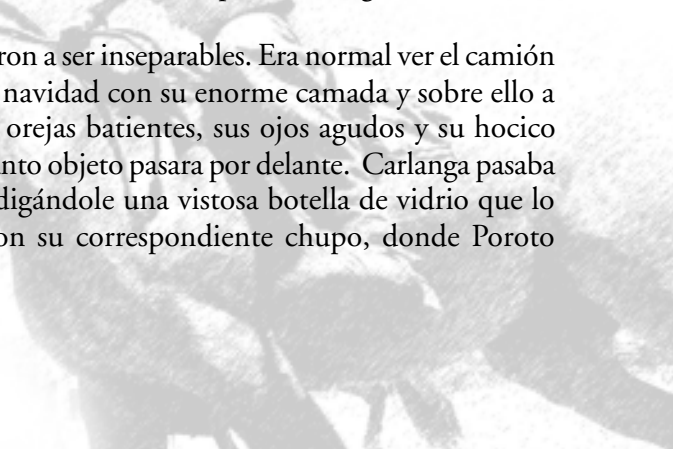 ron a ser inseparables. Era normal ver el camión
navidad con su enorme camada y sobre ello a
orejas batientes, sus ojos agudos y su hocico
nto objeto pasara por delante. Carlanga pasaba
digándole una vistosa botella de vidrio que lo
on su correspondiente chupo, donde Poroto